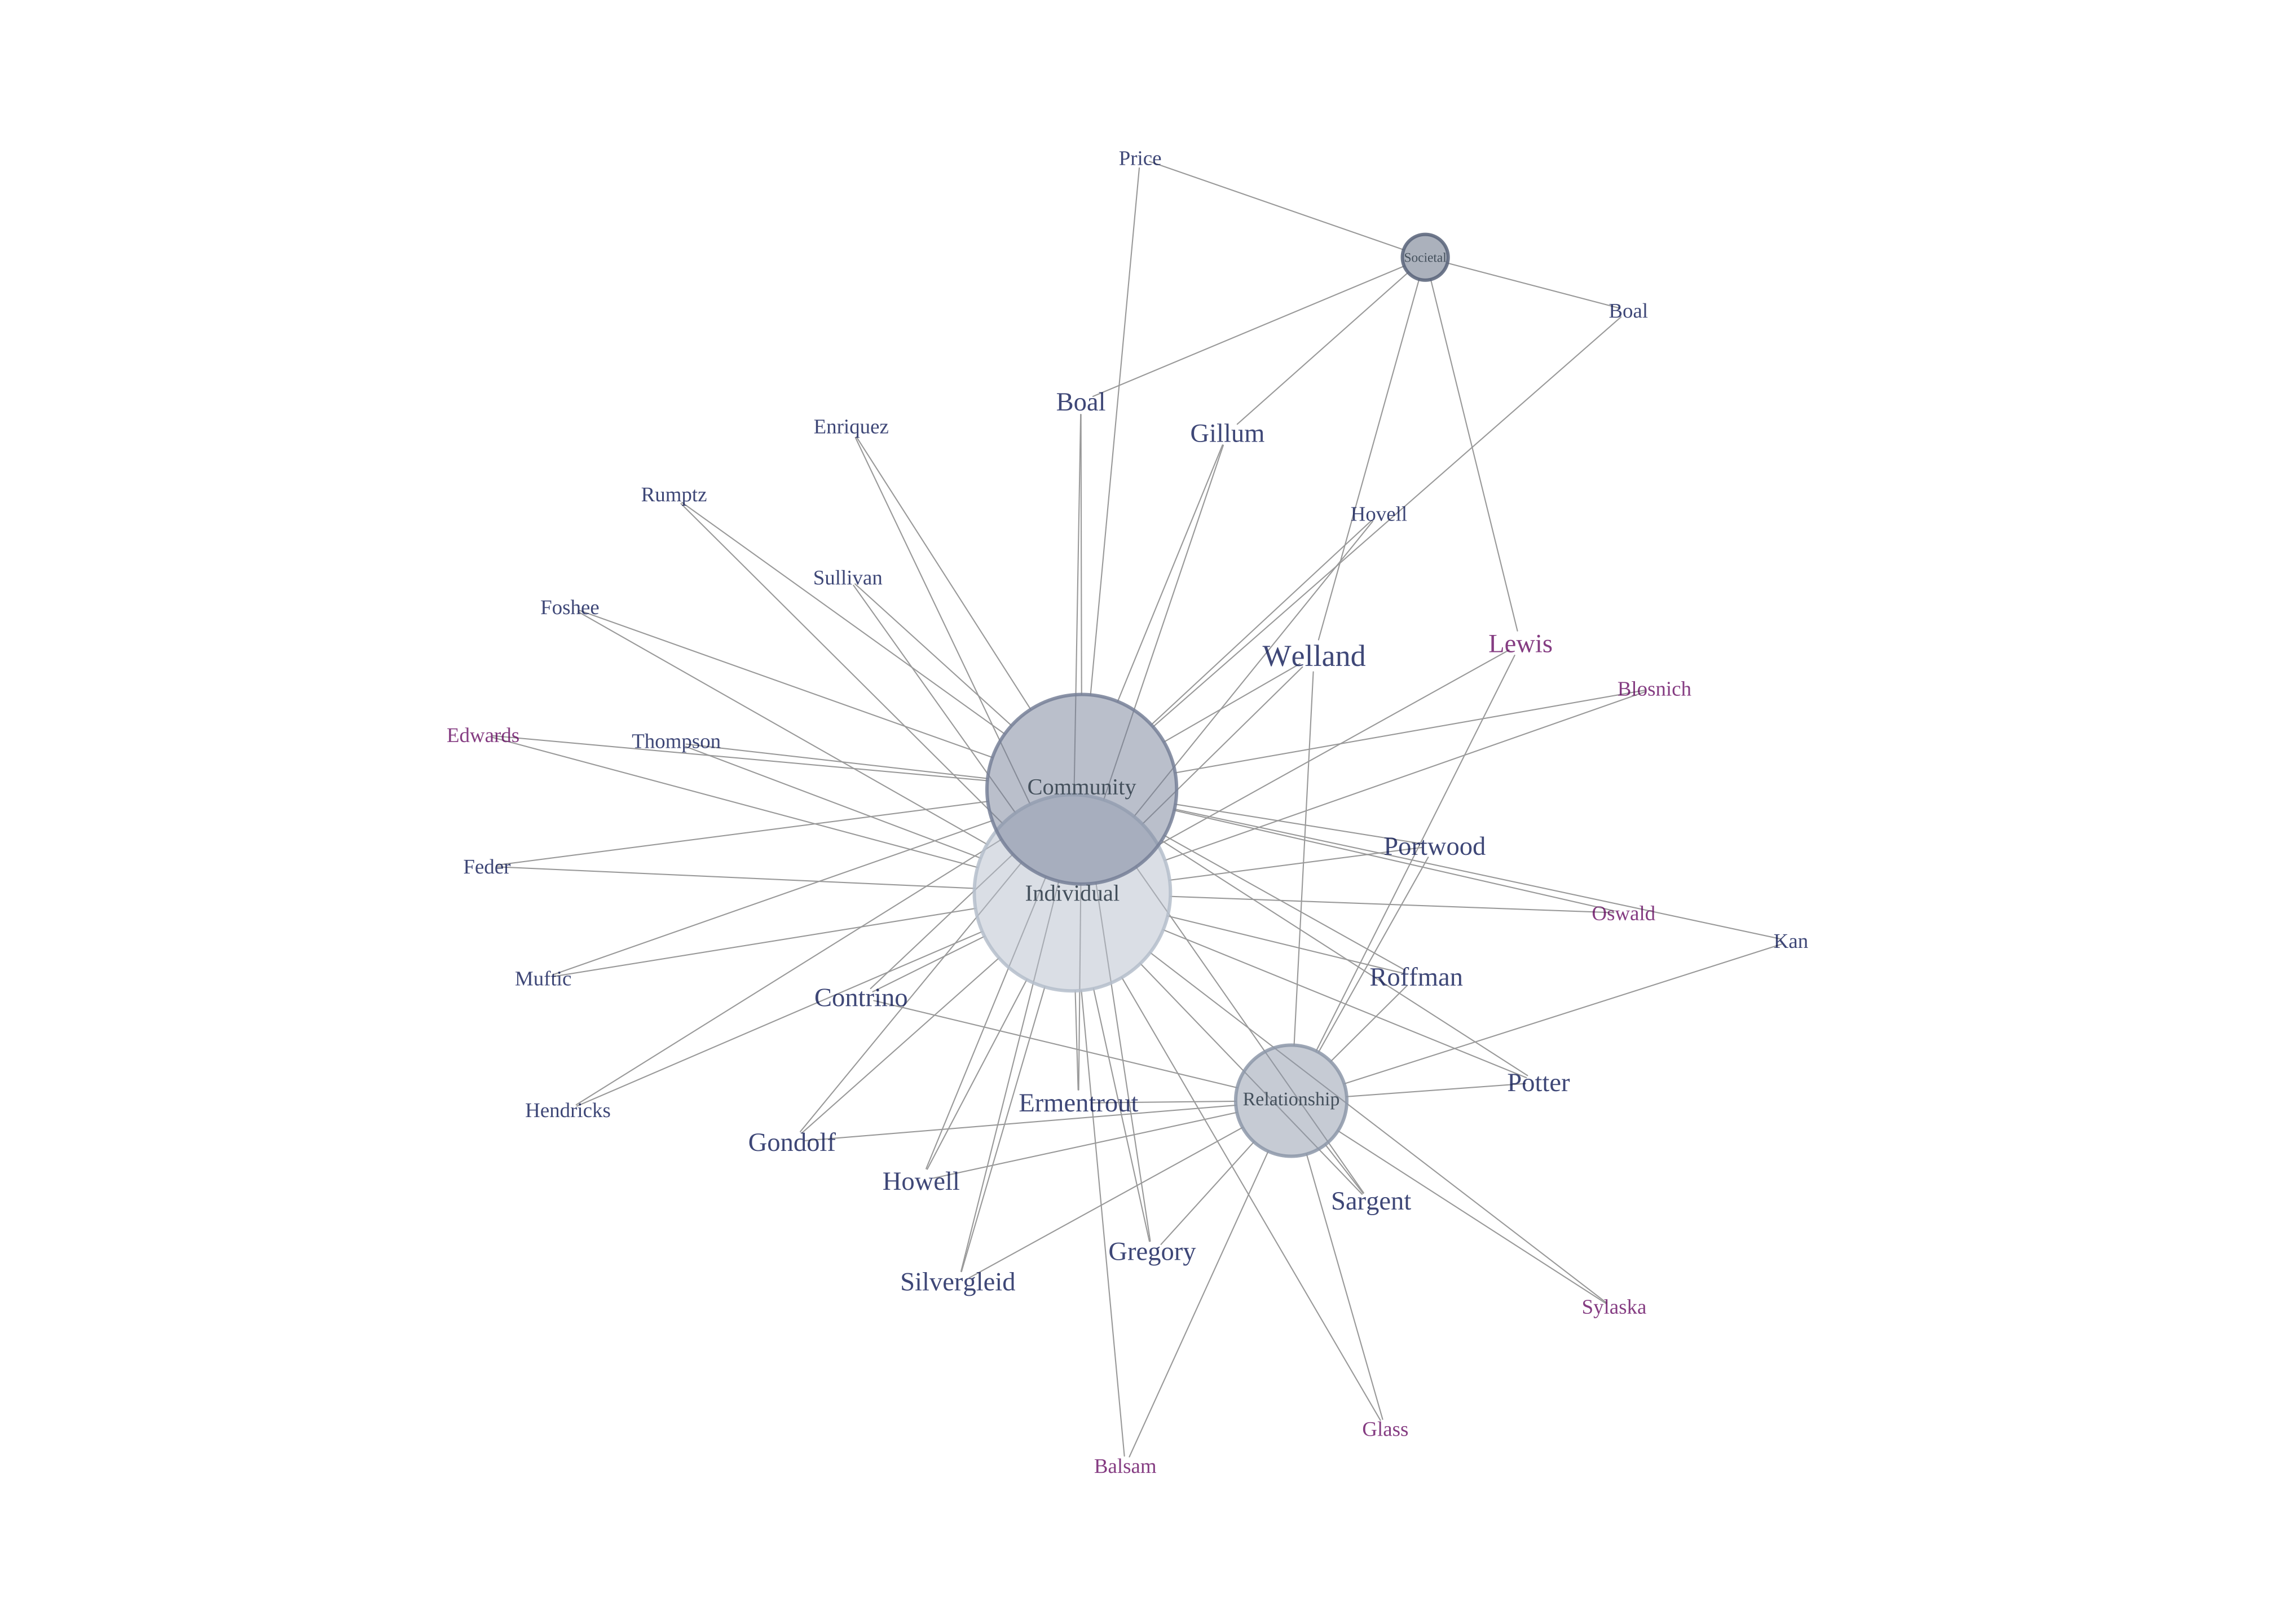 Price
Societal
Boal
Boal
Enriquez
Gillum
Rumptz
Hovell
Sullivan
Foshee
Welland
Lewis
Blosnich
Edwards
Thompson
Community
Portwood
Feder
Individual
Oswald
Kan
Muftic
Roffman
Contrino
Potter
Relationship
Ermentrout
Hendricks
Gondolf
Howell
Sargent
Gregory
Silvergleid
Sylaska
Glass
Balsam